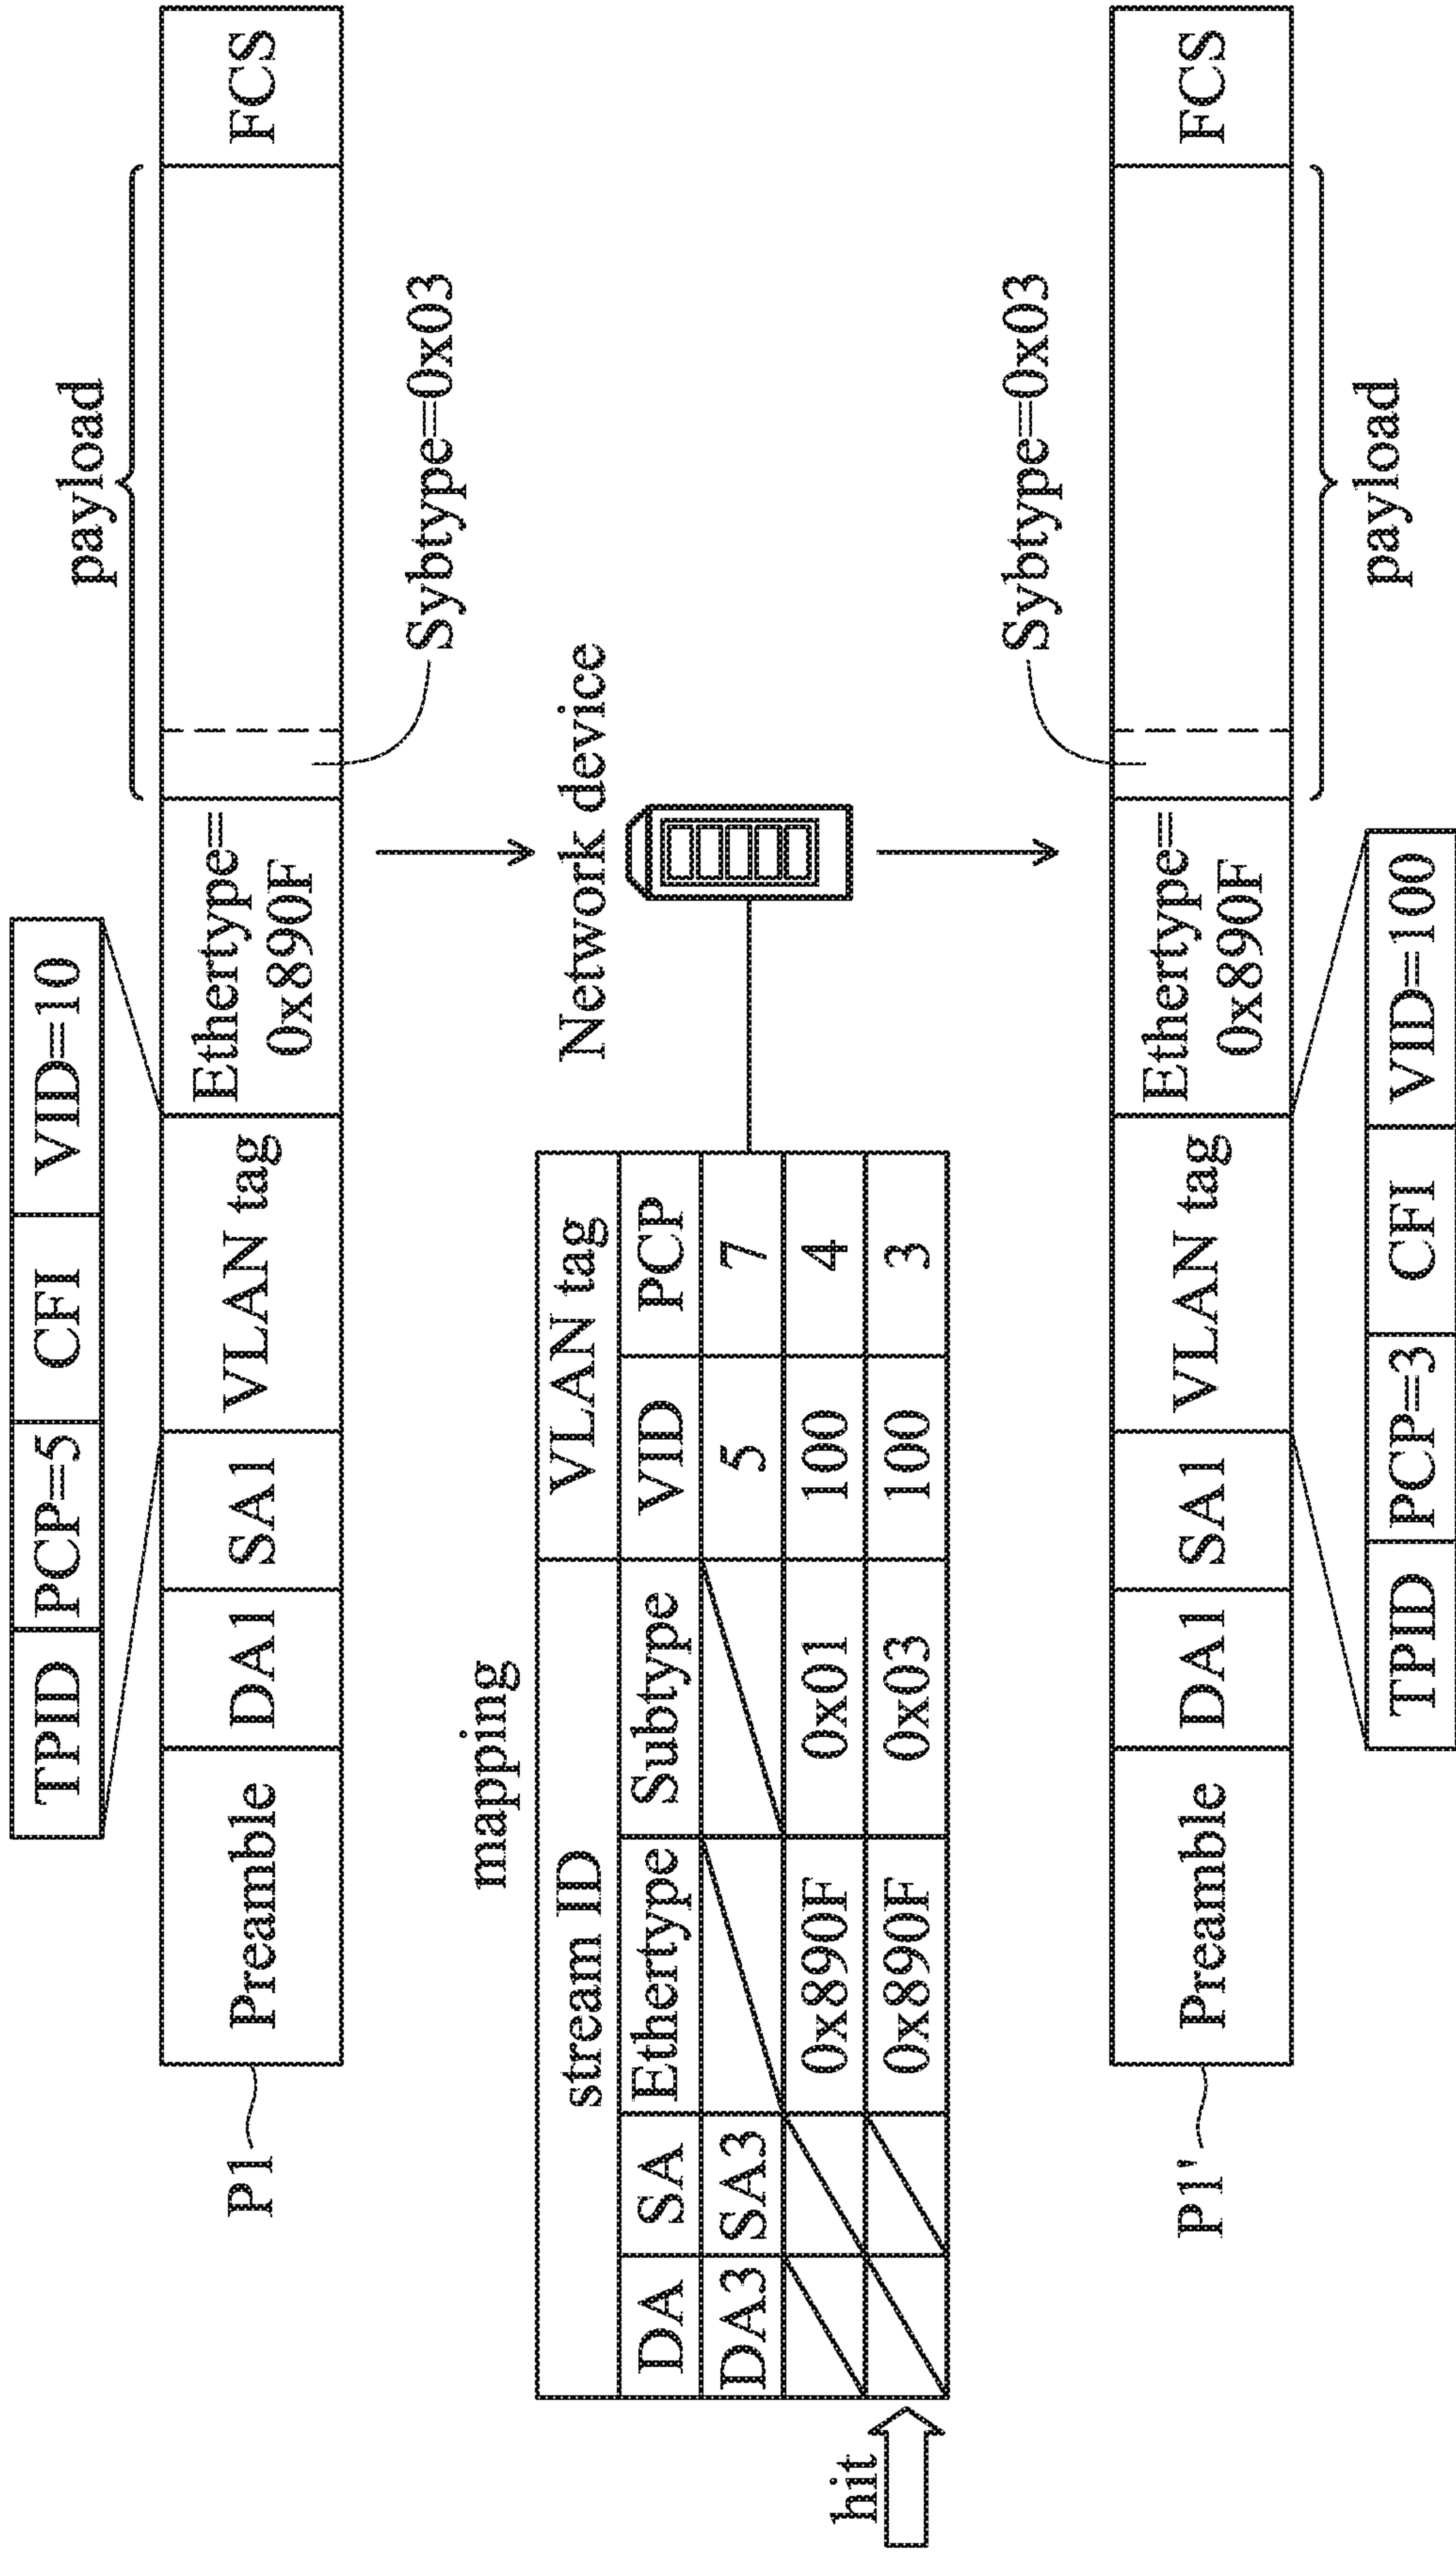 TPID PCP=5 CFI VID=10
payload
P1 Preamble DA1 SA1 VLAN tag Ethertype= 0x890F FCS
Sybtype=0x03
mapping
Network device
stream ID VLAN tag
DA SA Ethertype Subtype VID PCP
DA3 SA3 5 7
0x890F 0x01 100 4
hit 0x890F 0x03 100 3
Sybtype=0x03
P1' Preamble DA1 SA1 VLAN tag Ethertype= 0x890F FCS
payload
TPID PCP=3 CFI VID=100